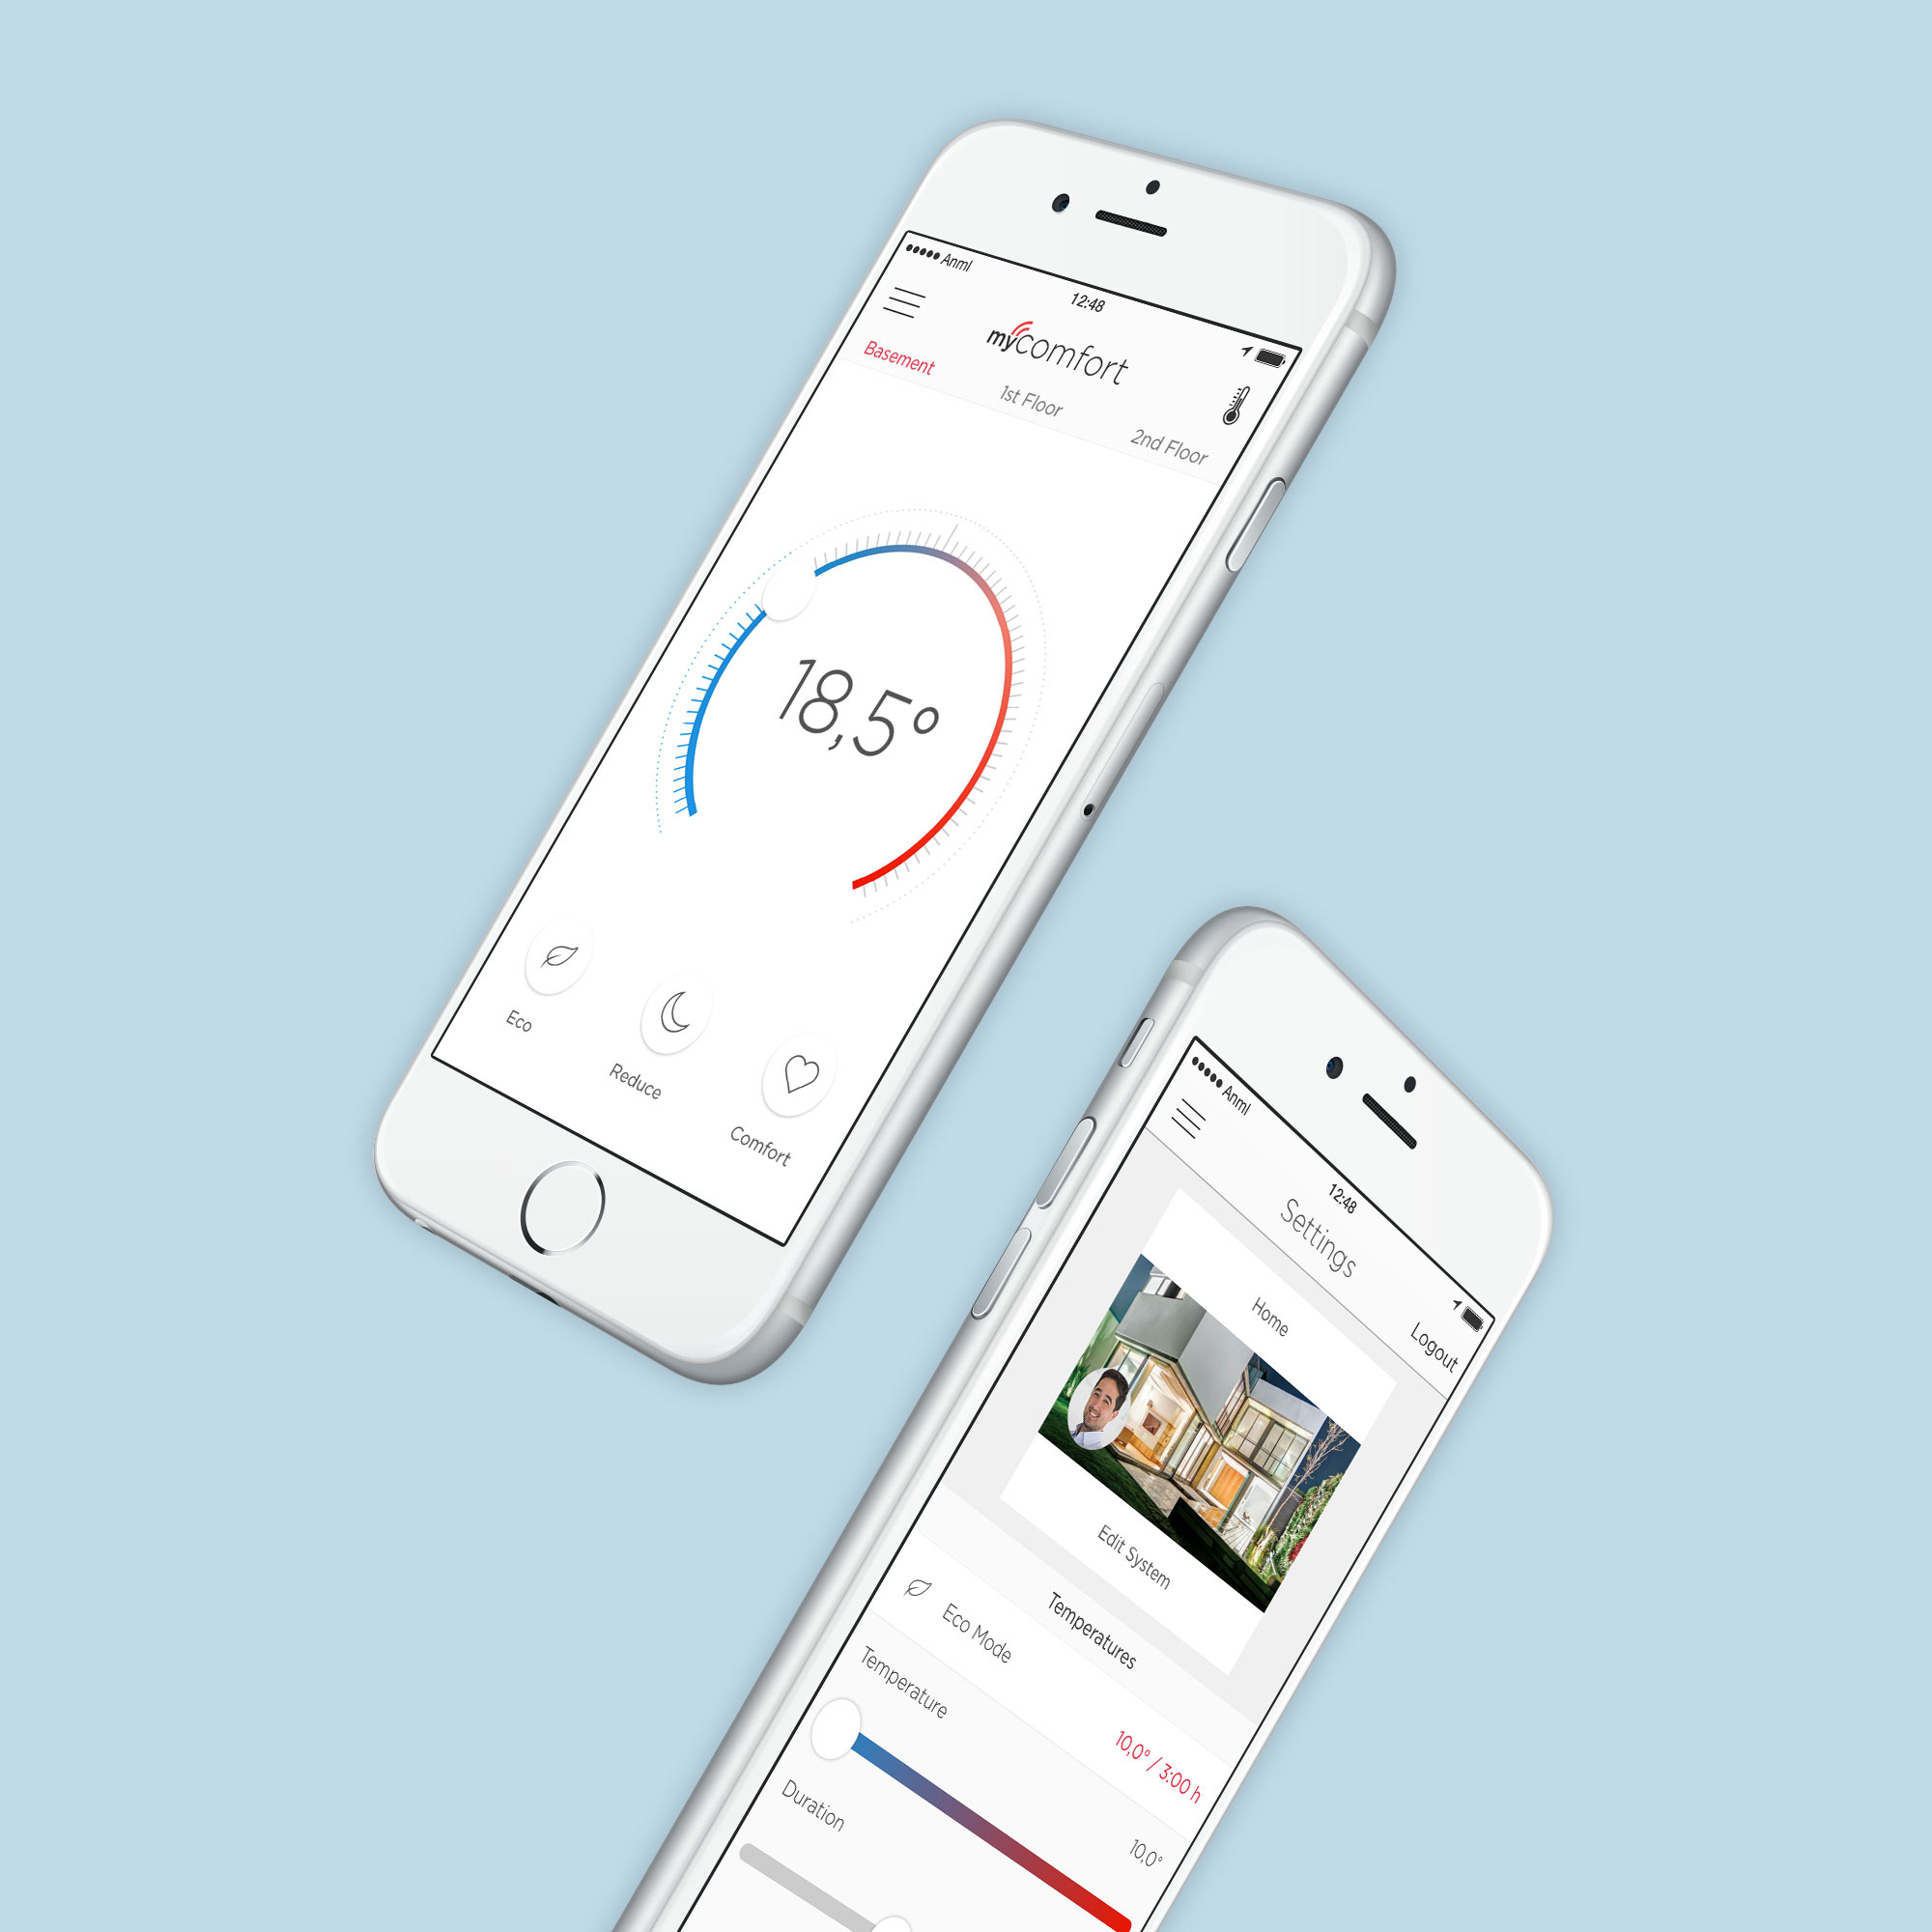 Anml 12:48
mycomfort
Basement 1st Floor 2nd Floor
18,5°
Eco Reduce Comfort
Anml 12:48
Settings Logout
Home
Edit System
Temperatures
Eco Mode 10,0° / 3:00 h
Temperature 10,0°
Duration